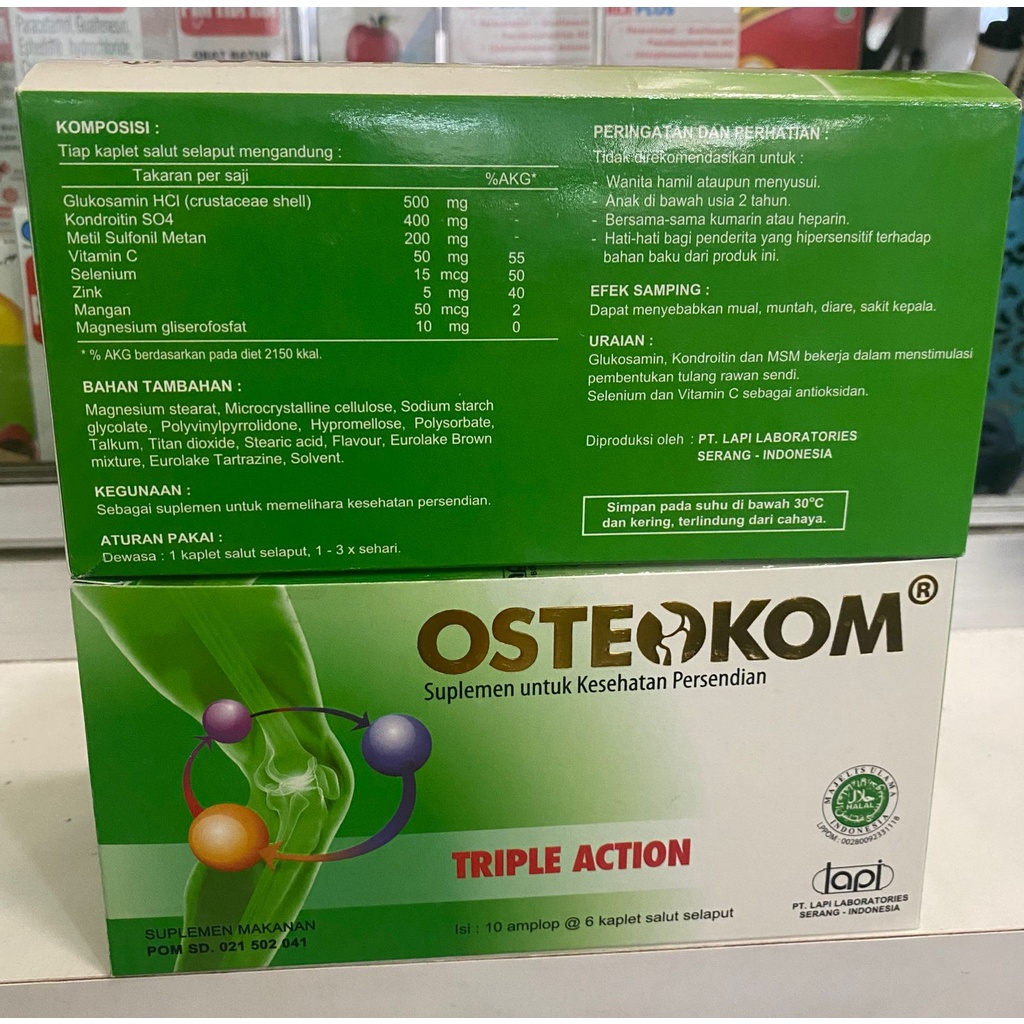 Paracetamol, Guaifenesin,
Ephedrine hydrochloride,
OBAT BATUK
PLUS
KOMPOSISI :
Tiap kaplet salut selaput mengandung :
Takaran per saji %AKG*
Glukosamin HCl (crustaceae shell) 500 mg -
Kondroitin SO4 400 mg -
Metil Sulfonil Metan 200 mg -
Vitamin C 50 mg 55
Selenium 15 mcg 50
Zink 5 mg 40
Mangan 50 mcg 2
Magnesium gliserofosfat 10 mg 0
* % AKG berdasarkan pada diet 2150 kkal.
BAHAN TAMBAHAN :
Magnesium stearat, Microcrystalline cellulose, Sodium starch
glycolate, Polyvinylpyrrolidone, Hypromellose, Polysorbate,
Talkum, Titan dioxide, Stearic acid, Flavour, Eurolake Brown
mixture, Eurolake Tartrazine, Solvent.
KEGUNAAN :
Sebagai suplemen untuk memelihara kesehatan persendian.
ATURAN PAKAI :
Dewasa : 1 kaplet salut selaput, 1 - 3 x sehari.
PERINGATAN DAN PERHATIAN :
Tidak direkomendasikan untuk :
- Wanita hamil ataupun menyusui.
- Anak di bawah usia 2 tahun.
- Bersama-sama kumarin atau heparin.
- Hati-hati bagi penderita yang hipersensitif terhadap
bahan baku dari produk ini.
EFEK SAMPING :
Dapat menyebabkan mual, muntah, diare, sakit kepala.
URAIAN :
Glukosamin, Kondroitin dan MSM bekerja dalam menstimulasi
pembentukan tulang rawan sendi.
Selenium dan Vitamin C sebagai antioksidan.
Diproduksi oleh : PT. LAPI LABORATORIES
SERANG - INDONESIA
Simpan pada suhu di bawah 30°C
dan kering, terlindung dari cahaya.
OSTEOKOM®
Suplemen untuk Kesehatan Persendian
TRIPLE ACTION
Isi : 10 amplop @ 6 kaplet salut selaput
SUPLEMEN MAKANAN
POM SD. 021 502 041
MAJELIS ULAMA
حلال
HALAL
INDONESIA
LPPOM : 00280092331118
lapi
PT. LAPI LABORATORIES
SERANG - INDONESIA